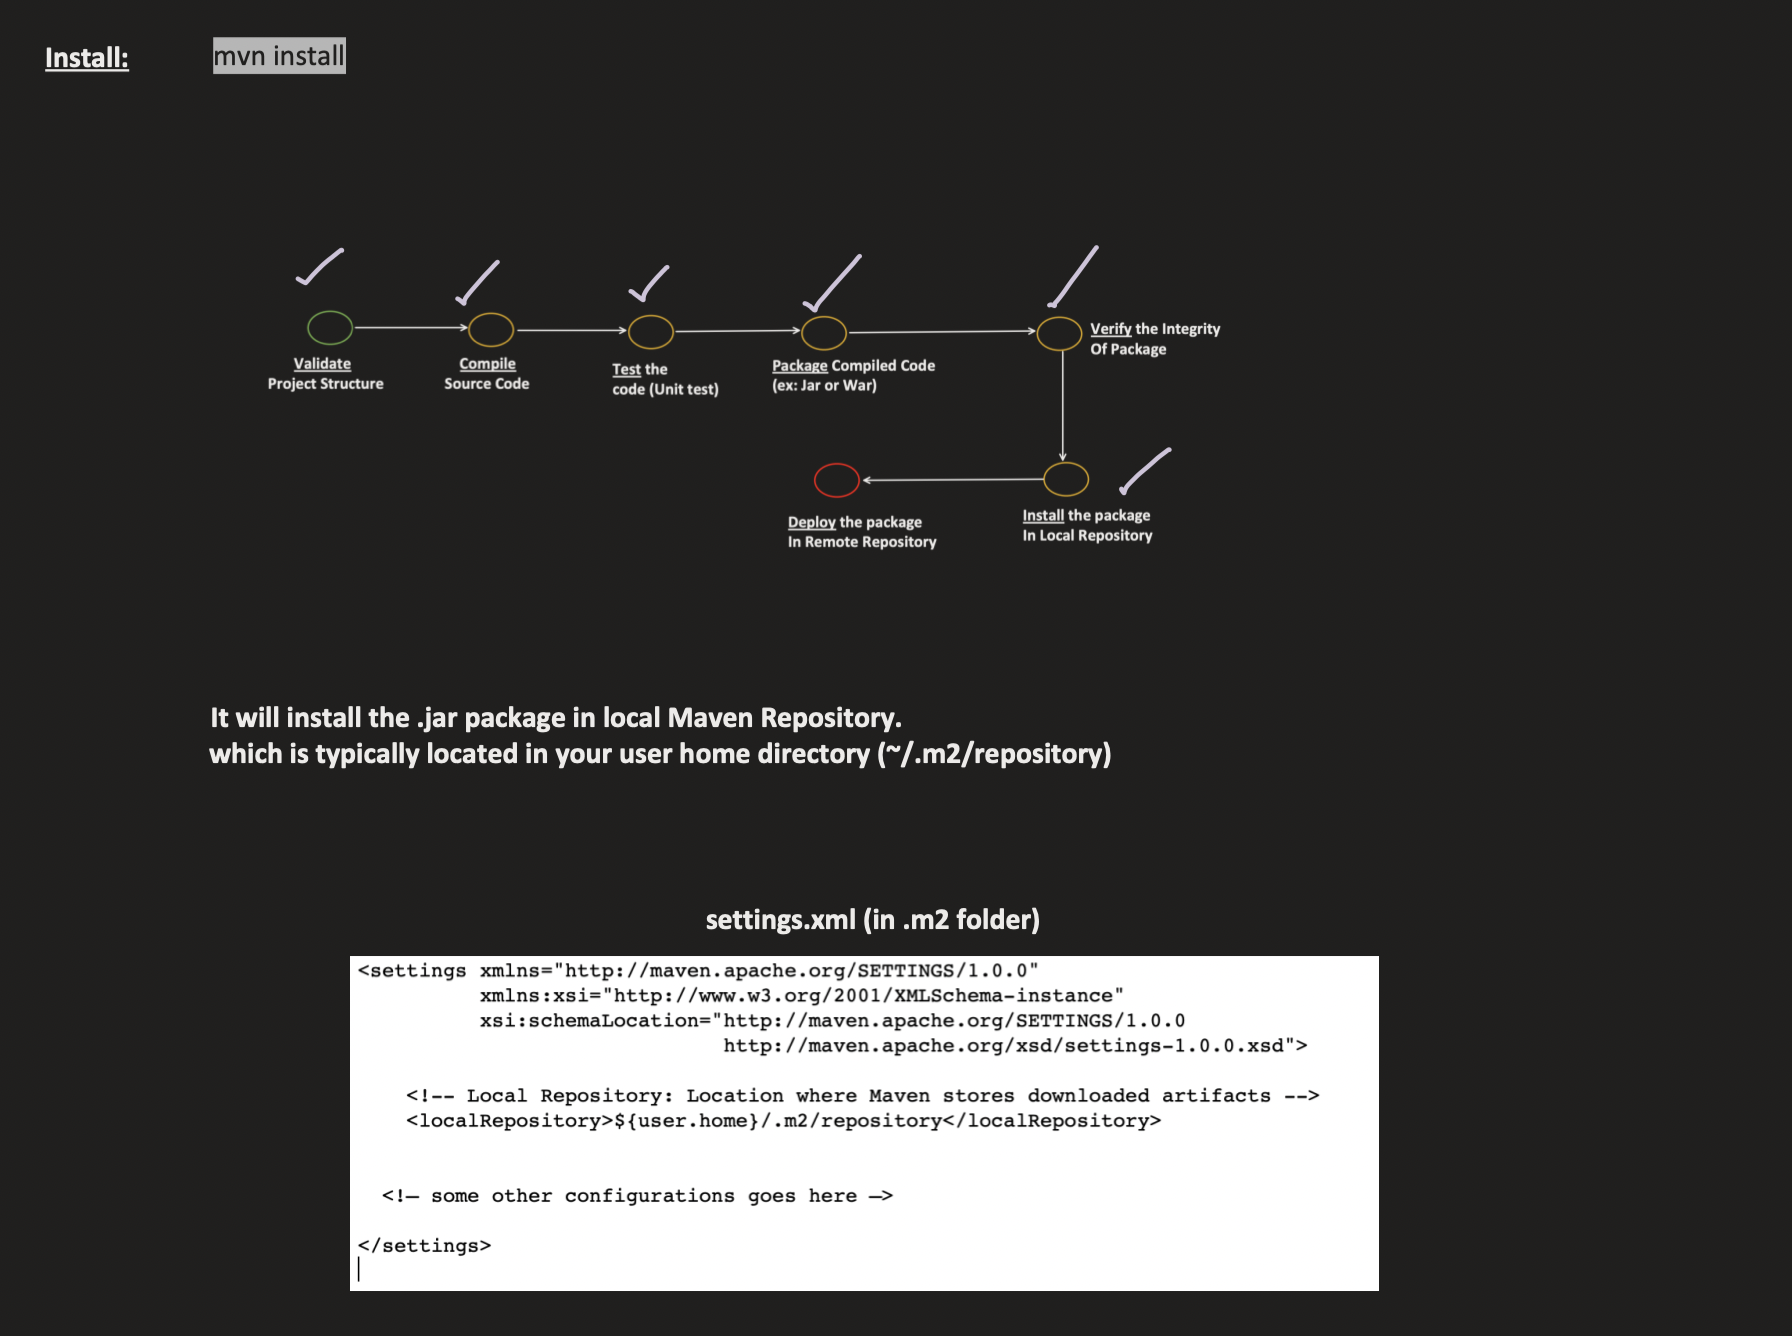 Install:
mvn install
Validate
Project Structure
Compile
Source Code
Test the
code (Unit test)
Package Compiled Code
(ex: Jar or War)
Verify the Integrity
Of Package
Deploy the package
In Remote Repository
Install the package
In Local Repository
It will install the .jar package in local Maven Repository.
which is typically located in your user home directory (~/.m2/repository)
settings.xml (in .m2 folder)
<settings xmlns="http://maven.apache.org/SETTINGS/1.0.0"
xmlns:xsi="http://www.w3.org/2001/XMLSchema-instance"
xsi:schemaLocation="http://maven.apache.org/SETTINGS/1.0.0
http://maven.apache.org/xsd/settings-1.0.0.xsd">
<!-- Local Repository: Location where Maven stores downloaded artifacts -->
<localRepository>${user.home}/.m2/repository</localRepository>
<!— some other configurations goes here —>
</settings>